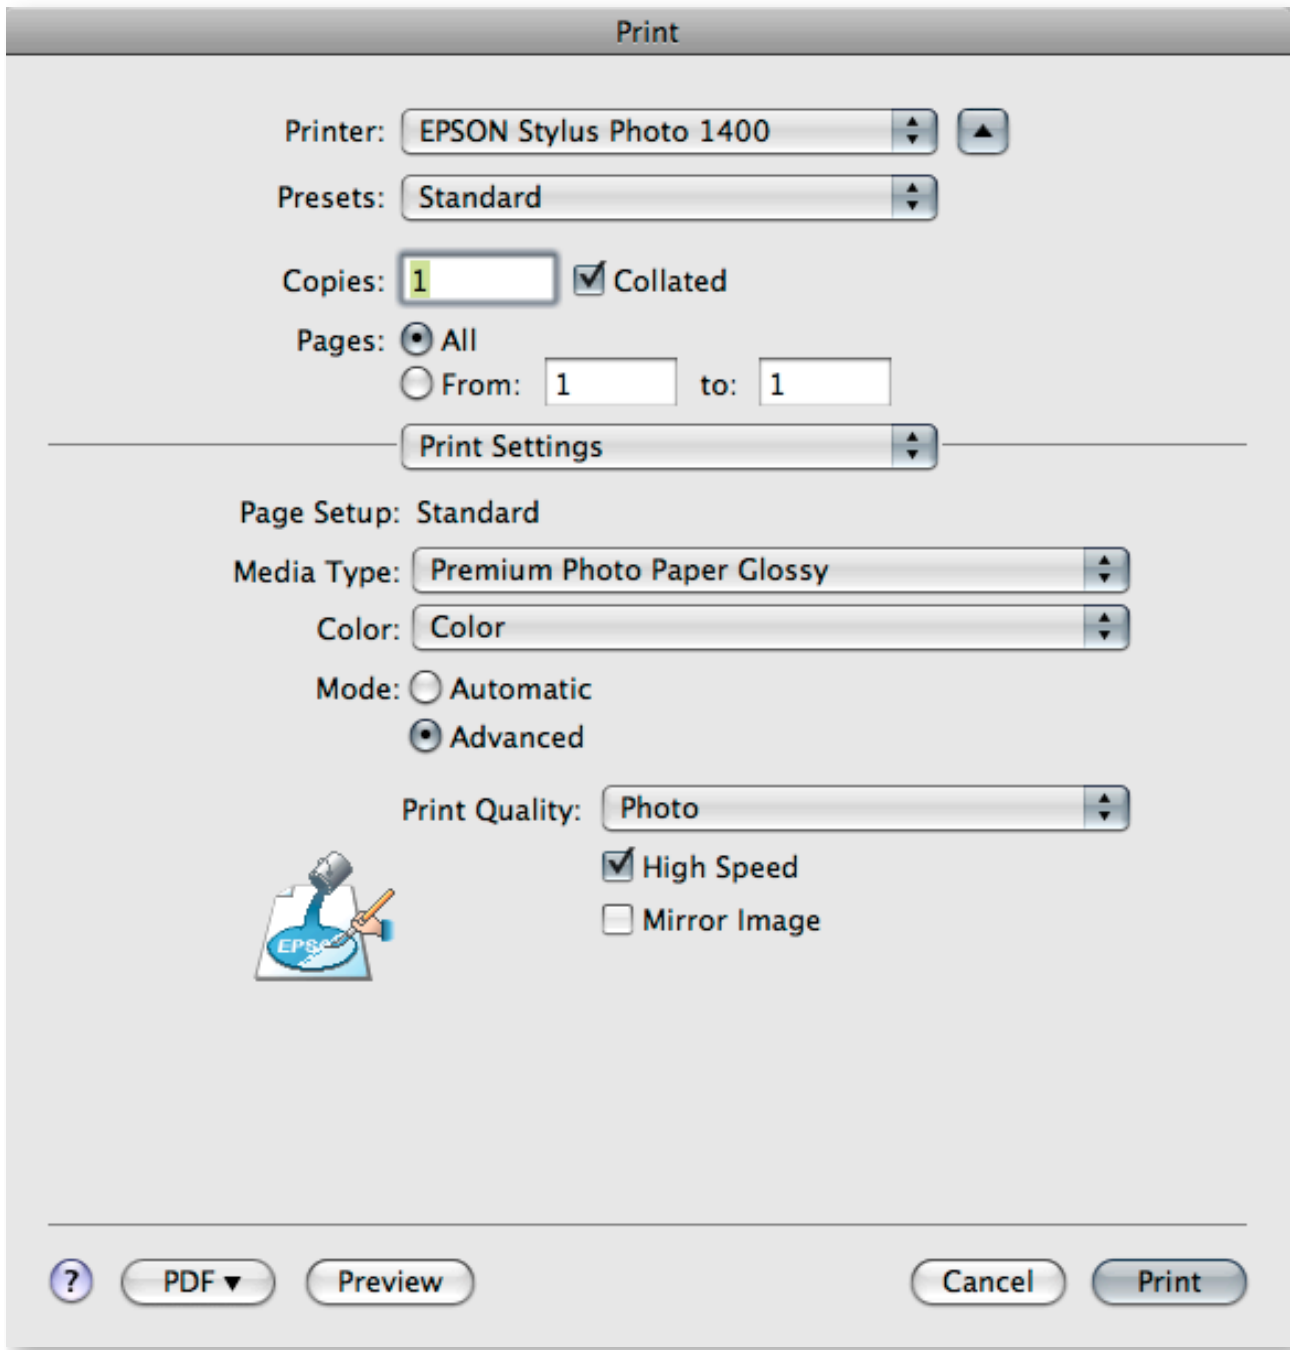 Print
Printer: EPSON Stylus Photo 1400
Presets: Standard
Copies: 1 Collated
Pages: All
From: 1 to: 1
Print Settings
Page Setup: Standard
Media Type: Premium Photo Paper Glossy
Color: Color
Mode: Automatic
Advanced
Print Quality: Photo
High Speed
Mirror Image
? PDF Preview Cancel Print